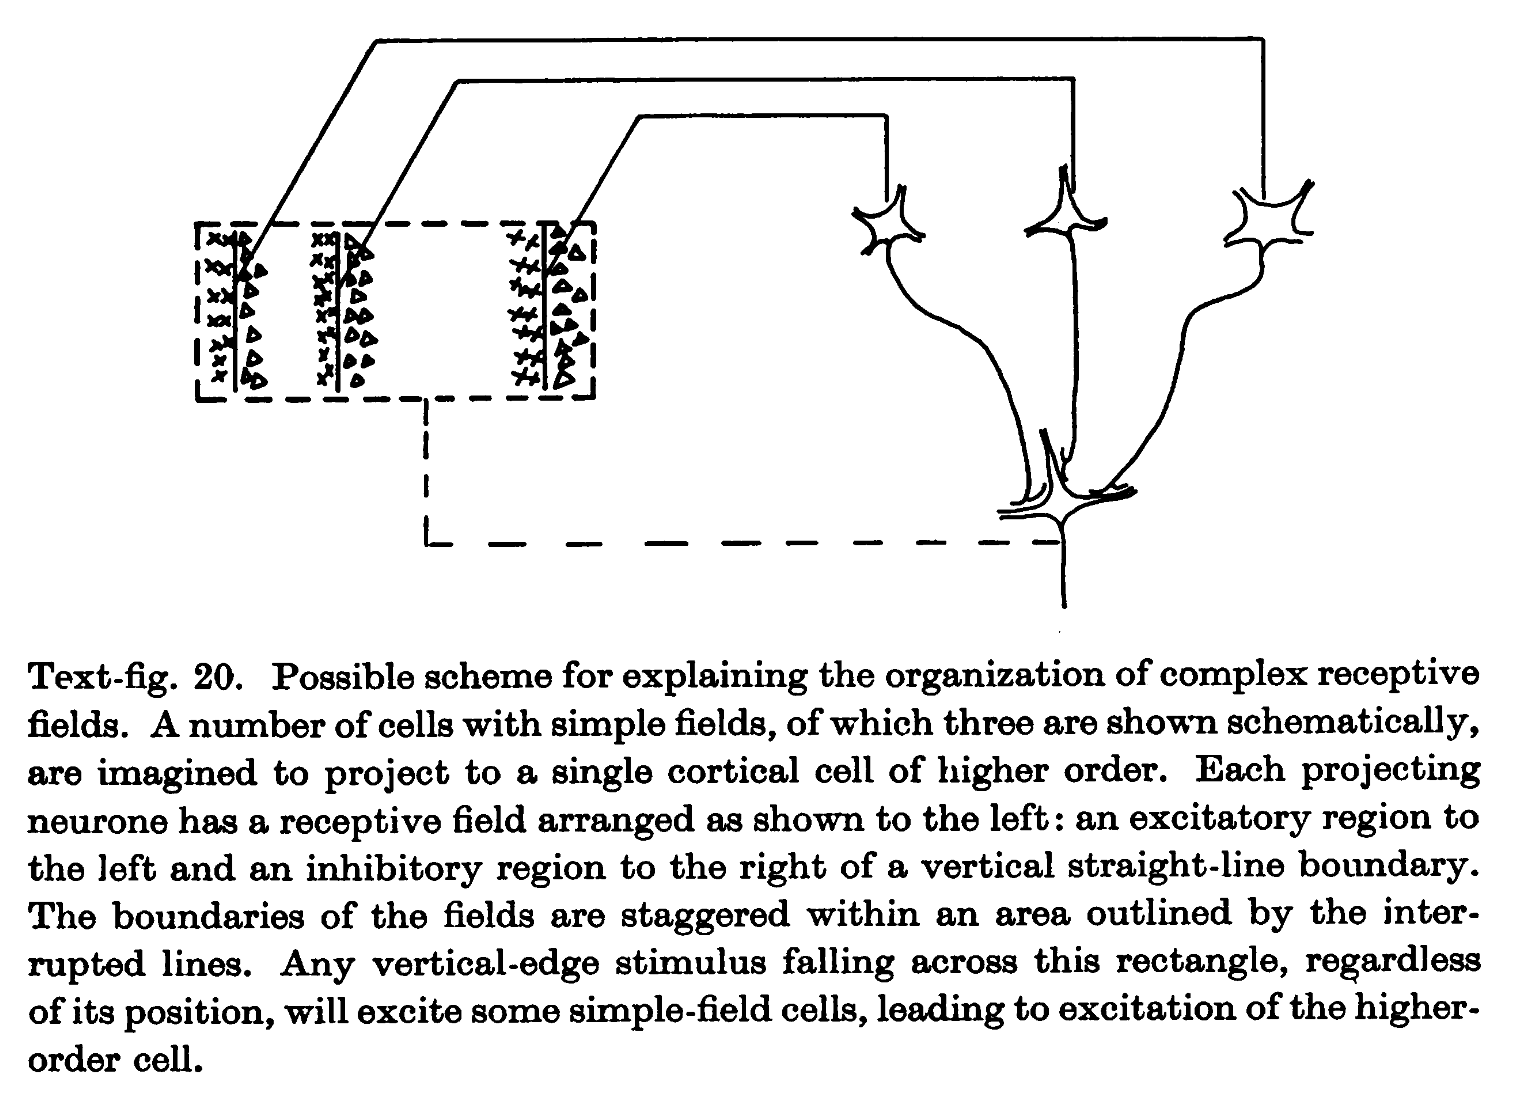 Text-fig. 20. Possible scheme for explaining the organization of complex receptive
fields. A number of cells with simple fields, of which three are shown schematically,
are imagined to project to a single cortical cell of higher order. Each projecting
neurone has a receptive field arranged as shown to the left: an excitatory region to
the left and an inhibitory region to the right of a vertical straight-line boundary.
The boundaries of the fields are staggered within an area outlined by the inter-
rupted lines. Any vertical-edge stimulus falling across this rectangle, regardless
of its position, will excite some simple-field cells, leading to excitation of the higher-
order cell.